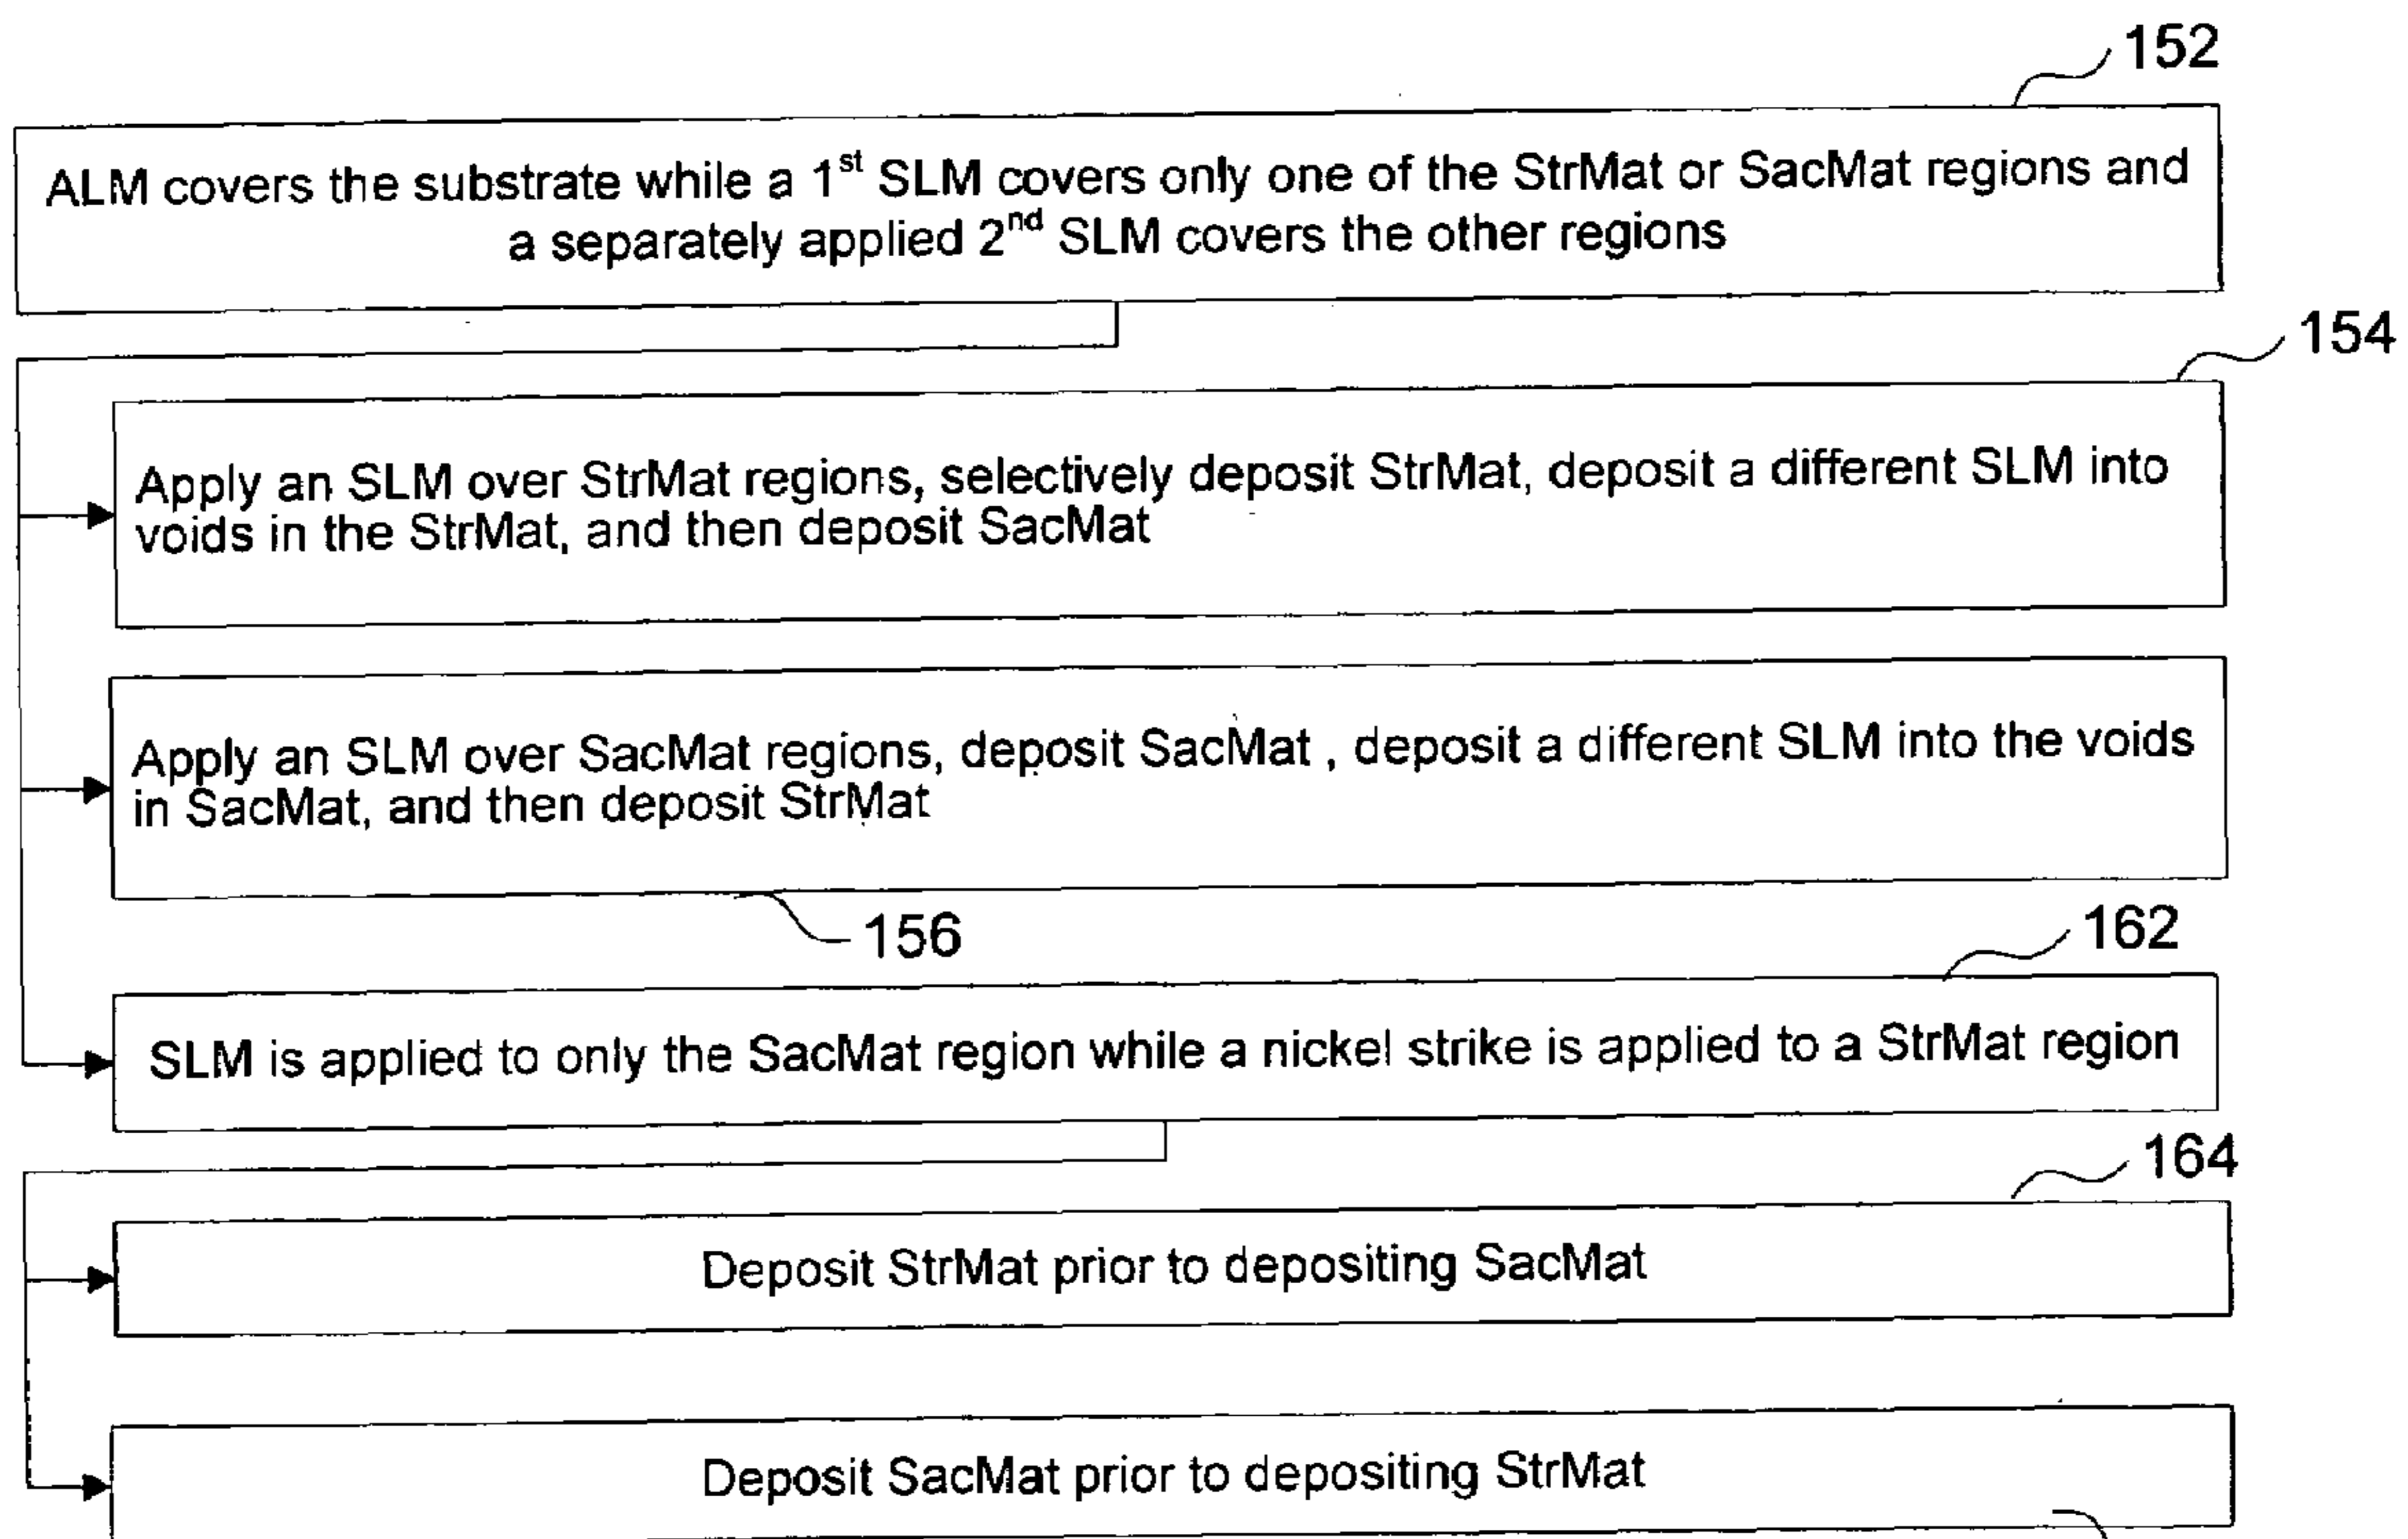 152
ALM covers the substrate while a 1st SLM covers only one of the StrMat or SacMat regions and
a separately applied 2nd SLM covers the other regions
154
Apply an SLM over StrMat regions, selectively deposit StrMat, deposit a different SLM into
voids in the StrMat, and then deposit SacMat
Apply an SLM over SacMat regions, deposit SacMat , deposit a different SLM into the voids
in SacMat, and then deposit StrMat
156
162
SLM is applied to only the SacMat region while a nickel strike is applied to a StrMat region
164
Deposit StrMat prior to depositing SacMat
Deposit SacMat prior to depositing StrMat